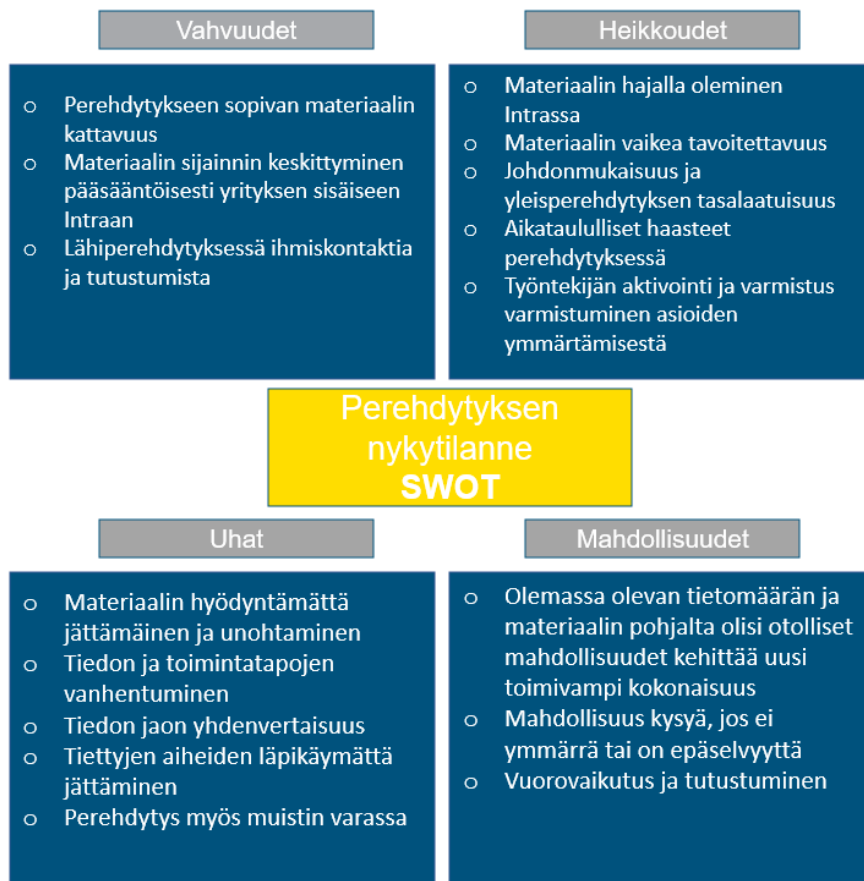 Vahvuudet
o Perehdytykseen sopivan materiaalin
kattavuus
o Materiaalin sijainnin keskittyminen
pääsääntöisesti yrityksen sisäiseen
Intraan
o Lähiperehdytyksessä ihmiskontaktia
ja tutustumista
Heikkoudet
o Materiaalin hajalla oleminen
Intrassa
o Materiaalin vaikea tavoitettavuus
o Johdonmukaisuus ja
yleisperehdytyksen tasalaatuisuus
o Aikataululliset haasteet
perehdytyksessä
o Työntekijän aktivointi ja varmistus
varmistuminen asioiden
ymmärtämisestä
Perehdytyksen
nykytilanne
SWOT
Uhat
o Materiaalin hyödyntämättä
jättämäinen ja unohtaminen
o Tiedon ja toimintatapojen
vanhentuminen
o Tiedon jaon yhdenvertaisuus
o Tiettyjen aiheiden läpikäymättä
jättäminen
o Perehdytys myös muistin varassa
Mahdollisuudet
o Olemassa olevan tietomäärän ja
materiaalin pohjalta olisi otolliset
mahdollisuudet kehittää uusi
toimivampi kokonaisuus
o Mahdollisuus kysyä, jos ei
ymmärrä tai on epäselvyyttä
o Vuorovaikutus ja tutustuminen